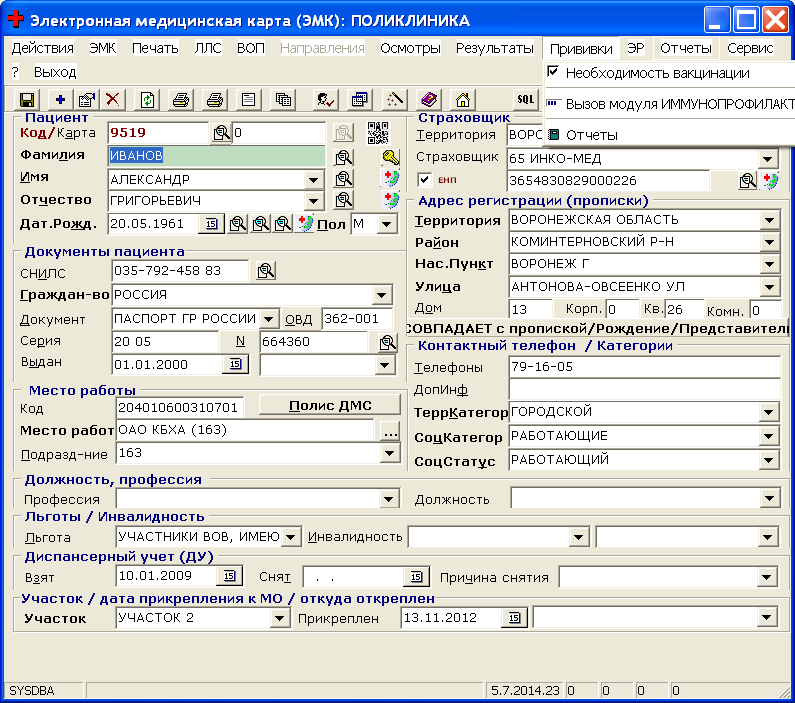 Электронная медицинская карта (ЭМК): ПОЛИКЛИНИКА
Действия ЭМК Печать ЛЛС ВОП Направления Осмотры Результаты Прививки ЭР Отчеты Сервис
? Выход
Необходимость вакцинации
Вызов модуля ИММУНОПРОФИЛАКТ
Отчеты
SQL
Пациент
Код/Карта 9519 0
Фамилия ИВАНОВ
Имя АЛЕКСАНДР
Отчество ГРИГОРЬЕВИЧ
Дат.Рожд. 20.05.1961 15 Пол М
Страховщик
Территория ВОРО
Страховщик 65 ИНКО-МЕД
ЕНП 3654830829000226
Адрес регистрации (прописки)
Территория ВОРОНЕЖСКАЯ ОБЛАСТЬ
Район КОМИНТЕРНОВСКИЙ Р-Н
Нас.Пункт ВОРОНЕЖ Г
Улица АНТОНОВА-ОВСЕЕНКО УЛ
Дом 13 Корп. 0 Кв. 26 Комн. 0
СОВПАДАЕТ с пропиской/Рождение/Представитель
Документы пациента
СНИЛС 035-792-458 83
Граждан-во РОССИЯ
Документ ПАСПОРТ ГР РОССИИ ОВД 362-001
Серия 20 05 N 664360
Выдан 01.01.2000 15
Контактный телефон / Категории
Телефоны 79-16-05
ДопИнф
ТеррКатегор ГОРОДСКОЙ
СоцКатегор РАБОТАЮЩИЕ
СоцСтатус РАБОТАЮЩИЙ
Место работы
Код 204010600310701 Полис ДМС
Место работ ОАО КБХА (163) ...
Подразд-ние 163
Должность, профессия
Профессия Должность
Льготы / Инвалидность
Льгота УЧАСТНИКИ ВОВ, ИМЕЮ Инвалидность
Диспансерный учет (ДУ)
Взят 10.01.2009 15 Снят . . 15 Причина снятия
Участок / дата прикрепления к МО / откуда откреплен
Участок УЧАСТОК 2 Прикреплен 13.11.2012 15
SYSDBA 5.7.2014.23 0 0 0 0